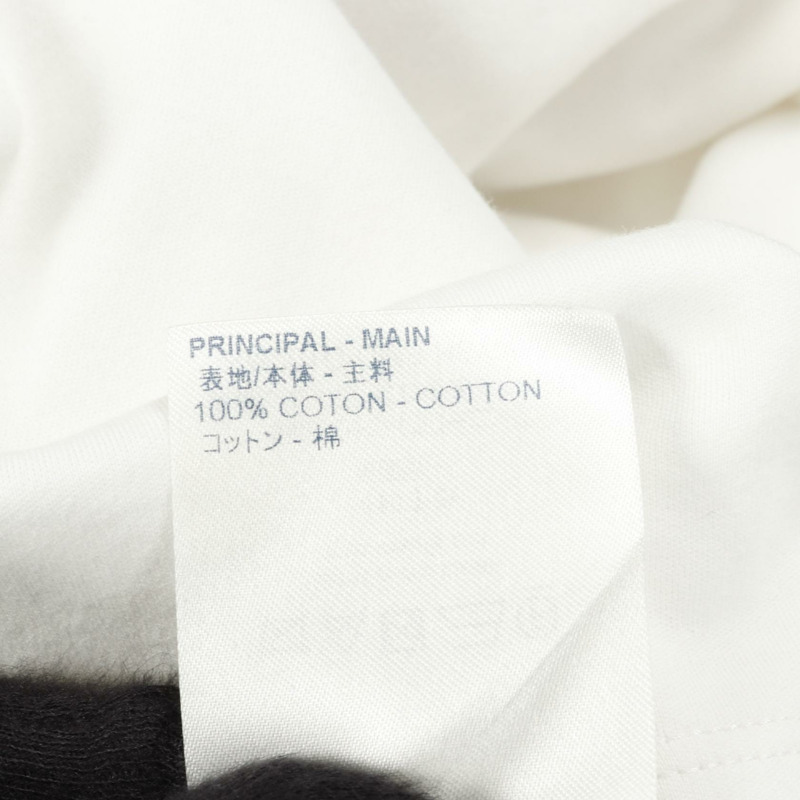 PRINCIPAL - MAIN
表地/本体 - 主料
100% COTON - COTTON
コットン - 棉